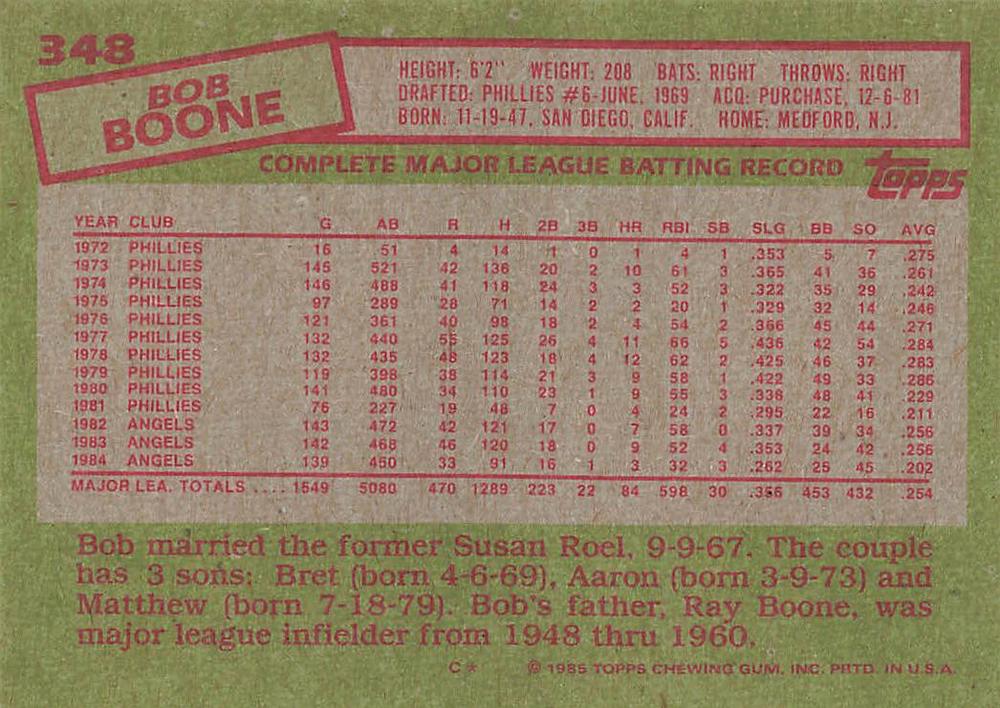 348
BOB
BOONE
HEIGHT: 6'2" WEIGHT: 208 BATS: RIGHT THROWS: RIGHT
DRAFTED: PHILLIES #6-JUNE, 1969 ACQ: PURCHASE, 12-6-81
BORN: 11-19-47, SAN DIEGO, CALIF. HOME: MEDFORD, N.J.
COMPLETE MAJOR LEAGUE BATTING RECORD
TOPPS
YEAR CLUB G AB R H 2B 3B HR RBI SB SLG BB SO AVG
1972 PHILLIES 16 51 4 14 1 0 1 4 1 .353 5 7 .275
1973 PHILLIES 145 521 42 136 20 2 10 61 3 .365 41 36 .261
1974 PHILLIES 146 488 41 118 24 3 3 52 3 .322 35 29 .242
1975 PHILLIES 97 289 28 71 14 2 2 20 1 .329 32 14 .246
1976 PHILLIES 121 361 40 98 18 2 4 54 2 .366 45 44 .271
1977 PHILLIES 132 440 55 125 26 4 11 66 5 .436 42 54 .284
1978 PHILLIES 132 435 48 123 18 4 12 62 2 .425 46 37 .283
1979 PHILLIES 119 398 38 114 21 3 9 58 1 .422 49 33 .286
1980 PHILLIES 141 480 34 110 23 1 9 55 3 .338 48 41 .229
1981 PHILLIES 76 227 19 48 7 0 4 24 2 .295 22 16 .211
1982 ANGELS 143 472 42 121 17 0 7 58 0 .337 39 34 .256
1983 ANGELS 142 468 46 120 18 0 9 52 4 .353 24 42 .256
1984 ANGELS 139 450 33 91 16 1 3 32 3 .262 25 45 .202
MAJOR LEA. TOTALS .... 1549 5080 470 1289 223 22 84 598 30 .356 453 432 .254
Bob married the former Susan Roel, 9-9-67. The couple
has 3 sons: Bret (born 4-6-69), Aaron (born 3-9-73) and
Matthew (born 7-18-79). Bob's father, Ray Boone, was
major league infielder from 1948 thru 1960.
C* © 1985 TOPPS CHEWING GUM, INC. PRTD. IN U.S.A.